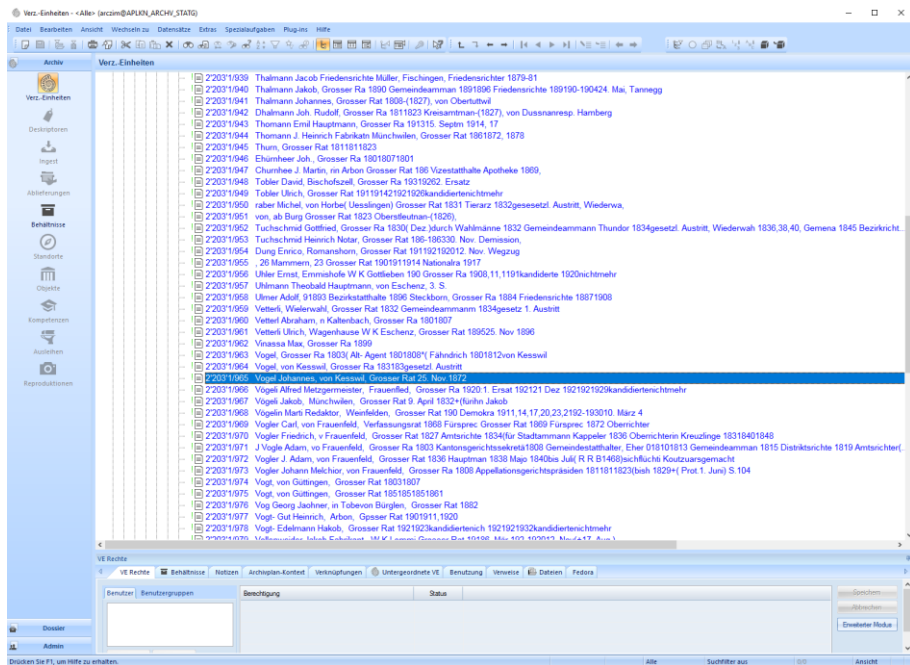 Verz.-Einheiten - <Alle> (arczim@APLKN_ARCHV_STATG)
Datei Bearbeiten Ansicht Wechseln zu Datensätze Extras Spezialaufgaben Plug-ins Hilfe
Archiv
Verz.-Einheiten
Verz.-Einheiten
Deskriptoren
Ingest
Ablieferungen
Behältnisse
Standorte
Objekte
Kompetenzen
Ausleihen
Reproduktionen
2'203'1/939 Thalmann Jacob Friedensrichte Müller, Fischingen, Friedensrichter 1879-81
2'203'1/940 Thalmann Jakob, Grosser Ra 1890 Gemeindeamman 1891896 Friedensrichte 189190-190424. Mai, Tannegg
2'203'1/941 Thalmann Johannes, Grosser Rat 1808-(1827), von Obertuttwil
2'203'1/942 Dhalmann Joh. Rudolf, Grosser Ra 1811823 Kreisamtman-(1827), von Dussnanresp. Hamberg
2'203'1/943 Thomann Emil Hauptmann, Grosser Ra 191315. Septm 1914, 17
2'203'1/944 Thomann J. Heinrich Fabrikatn Münchwilen, Grosser Rat 1861872, 1878
2'203'1/945 Thurn, Grosser Rat 1811811823
2'203'1/946 Ehürnheer Joh., Grosser Ra 18018071801
2'203'1/947 Churnhee J. Martin, rin Arbon Grosser Rat 186 Vizestatthalte Apotheke 1869,
2'203'1/948 Tobler David, Bischofszell, Grosser Ra 19319262. Ersatz
2'203'1/949 Tobler Ulrich, Grosser Rat 191191421921926kandidiertenichtmehr
2'203'1/950 raber Michel, von Horbe( Uesslingen) Grosser Rat 1831 Tierarz 1832gesesetzl. Austritt, Wiederwa,
2'203'1/951 von, ab Burg Grosser Rat 1823 Oberstleutnan-(1826),
2'203'1/952 Tuchschmid Gottfried, Grosser Ra 1830( Dez.)durch Wahlmänne 1832 Gemeindeammann Thundor 1834gesetzl. Austritt, Wiederwah 1836,38,40, Gemena 1845 Bezirkricht...
2'203'1/953 Tuchschmid Heinrich Notar, Grosser Rat 186-186330. Nov. Demission,
2'203'1/954 Dung Enrico, Romanshorn, Grosser Rat 191192192012. Nov. Wegzug
2'203'1/955 , 26 Mammern, 23 Grosser Rat 1901911914 Nationalra 1917
2'203'1/956 Uhler Ernst, Emmishofe W K Gottlieben 190 Grosser Ra 1908,11,1191kandiderte 1920nichtmehr
2'203'1/957 Uhlmann Theobald Hauptmann, von Eschenz, 3. S.
2'203'1/958 Ulmer Adolf, 91893 Bezirkstatthalte 1896 Steckborn, Grosser Ra 1884 Friedensrichte 18871908
2'203'1/959 Vetterli, Wielerwahl, Grosser Rat 1832 Gemeindeammann 1834gesetz 1. Austritt
2'203'1/960 Vetterl Abraham, n Kaltenbach, Grosser Ra 1801807
2'203'1/961 Vetterli Ulrich, Wagenhause W K Eschenz, Grosser Rat 189525. Nov 1896
2'203'1/962 Vinassa Max, Grosser Ra 1899
2'203'1/963 Vogel, Grosser Ra 1803( Alt- Agent 1801808*( Fähndrich 1801812von Kesswil
2'203'1/964 Vogel, von Kesswil, Grosser Ra 183183gesetzl. Austritt
2'203'1/965 Vogel Johannes, von Kesswil, Grosser Rat 25. Nov.1872
2'203'1/966 Vögeli Alfred Metzgermeister, Frauenfled, Grosser Ra 1920.1. Ersat 192121 Dez 1921921929kandidiertenichtmehr
2'203'1/967 Vögeli Jakob, Münchwilen, Grosser Rat 9. April 1832+(fünhn Jakob
2'203'1/968 Vögelin Marti Redaktor, Weinfelden, Grosser Rat 190 Demokra 1911,14,17,20,23,2192-193010. März 4
2'203'1/969 Vogler Carl, von Frauenfeld, Verfassungsrat 1868 Fürsprec Grosser Rat 1869 Fürsprec 1872 Oberrichter
2'203'1/970 Vogler Friedrich, v Frauenfeld, Grosser Rat 1827 Amtsrichte 1834(für Stadtammann Kappeler 1836 Oberrichterin Kreuzlinge 18318401848
2'203'1/971 J Vogle Adam, vo Frauenfeld, Grosser Ra 1803 Kantonsgerichtssekreta1808 Gemeindestatthalter, Eher 018101813 Gemeindeamman 1815 Distriktsrichte 1819 Amtsrichter(...
2'203'1/972 Vogler J. Adam, von Frauenfeld, Grosser Rat 1836 Hauptman 1838 Majo 1840bis Juli( R R B1468)sichflüchti Koutzuarsgemacht
2'203'1/973 Vogler Johann Melchior, von Frauenfeld, Grosser Ra 1808 Appellationsgerichtspräsiden 1811811823(bish 1829+( Prot.1. Juni) S.104
2'203'1/974 Vogt, von Güttingen, Grosser Rat 18031807
2'203'1/975 Vogt, von Güttingen, Grosser Rat 1851851851861
2'203'1/976 Vog Georg Jaohner, in Tobevon Bürglen, Grosser Rat 1882
2'203'1/977 Vogt- Gut Heinrich, Arbon, Gpsser Rat 1901911,1920
2'203'1/978 Vogt- Edelmann Hakob, Grosser Rat 1921923kandidiertenich 1921921932kandidiertenichtmehr
VE Rechte
VE Rechte Behältnisse Notizen Archivplan-Kontext Verknüpfungen Untergeordnete VE Benutzung Verweise Dateien Fedora
Benutzer Benutzergruppen Berechtigung Status
Speichern
Abbrechen
Erweiterter Modus
Dossier
Admin
Drücken Sie F1, um Hilfe zu erhalten. Alle Suchfilter aus 0/0 Ansicht